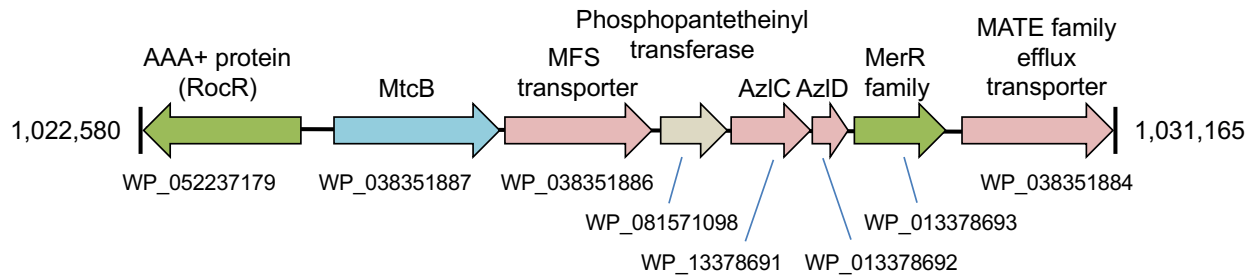 Phosphopantetheinyl
transferase
AAA+ protein
(RocR)
MtcB
MFS
transporter
AzlC AzlD
MerR
family
MATE family
efflux
transporter
1,022,580
1,031,165
WP_052237179
WP_038351887
WP_038351886
WP_038351884
WP_081571098
WP_013378693
WP_13378691
WP_013378692